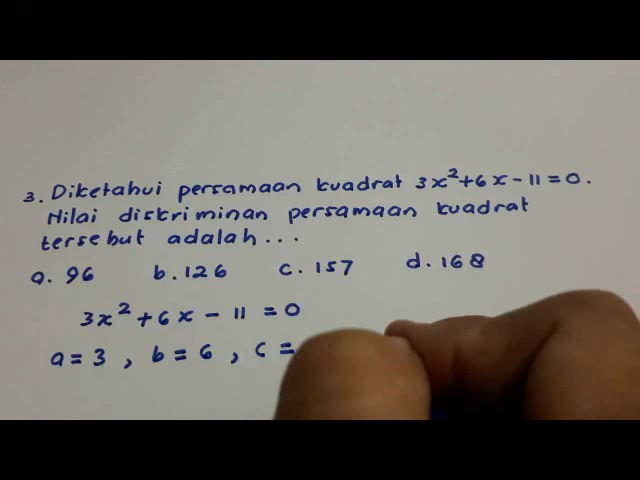 3. Diketahui persamaan kuadrat 3x²+6x-11=0.
Nilai diskriminan persamaan kuadrat
tersebut adalah...
a. 96 b. 126 c. 157 d. 168
3x²+6x-11=0
a=3, b=6, c=